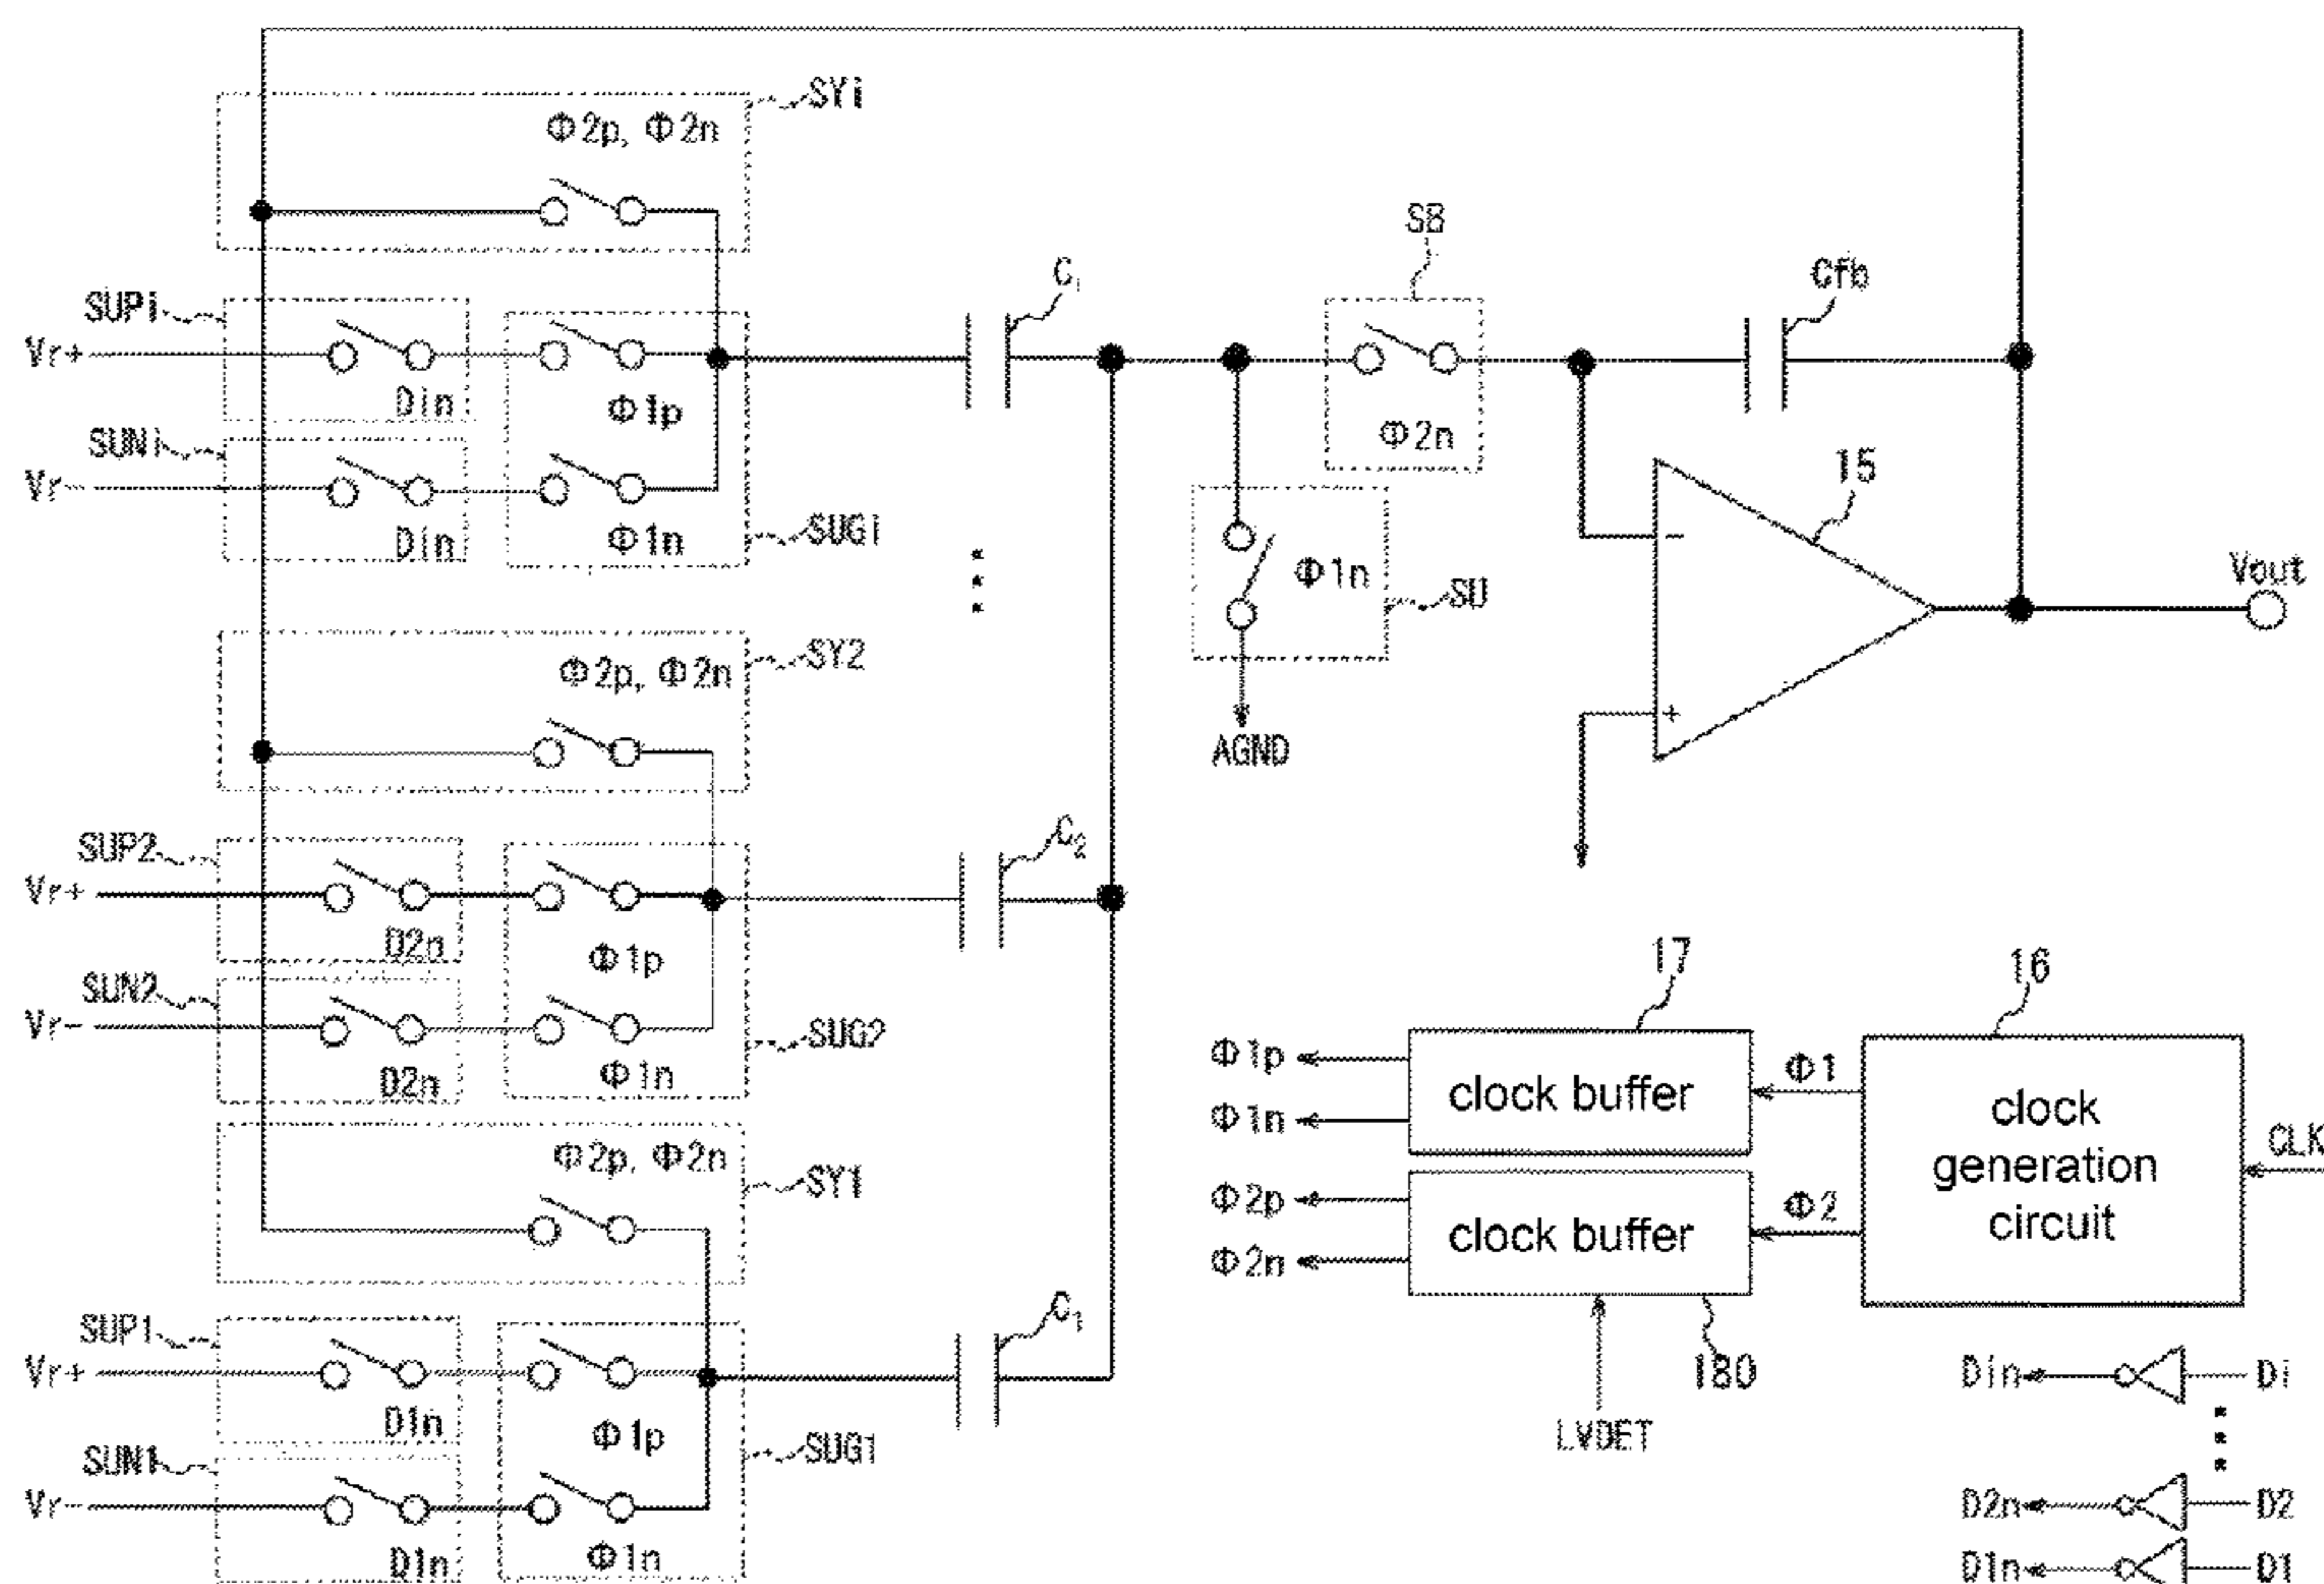 SYi
Φ2p, Φ2n
SUPi
Vr+
Din
Φ1p
SUNi
Vr-
Din
Φ1n
SUGi
Ci
SB
Φ2n
Cfb
15
Φ1n
SU
AGND
Vout
SY2
Φ2p, Φ2n
SUP2
Vr+
D2n
Φ1p
SUN2
Vr-
D2n
Φ1n
SUG2
C2
SY1
Φ2p, Φ2n
SUP1
Vr+
D1n
Φ1p
SUN1
Vr-
D1n
Φ1n
SUG1
C1
17
16
Φ1p
Φ1n
clock buffer
Φ1
Φ2p
Φ2n
clock buffer
Φ2
clock
generation
circuit
CLK
180
LVDET
Din
Di
D2n
D2
D1n
D1